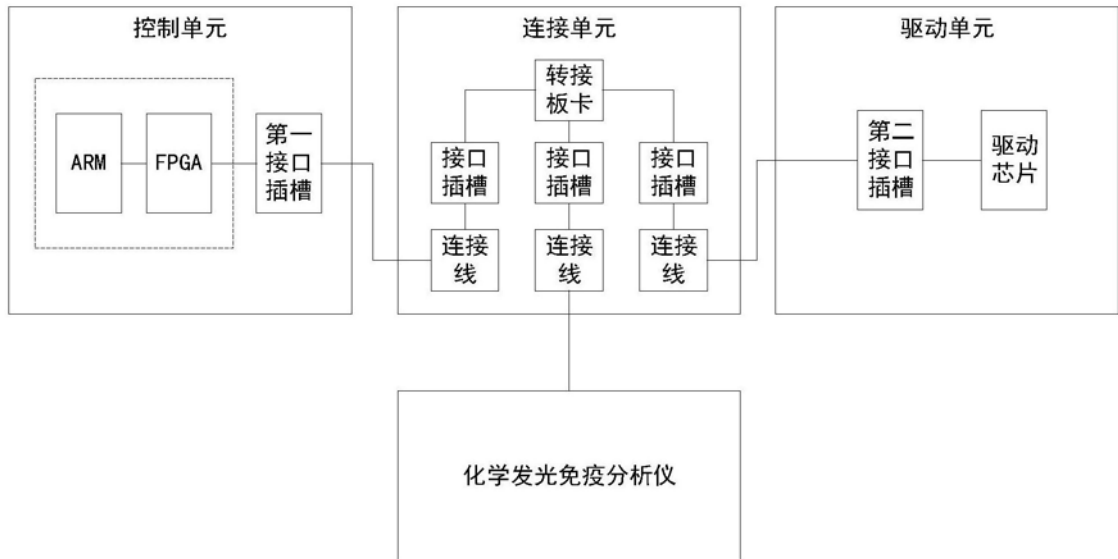 控制单元
ARM
FPGA
第一
接口
插槽
连接单元
转接
板卡
接口
插槽
接口
插槽
接口
插槽
连接
线
连接
线
连接
线
驱动单元
第二
接口
插槽
驱动
芯片
化学发光免疫分析仪